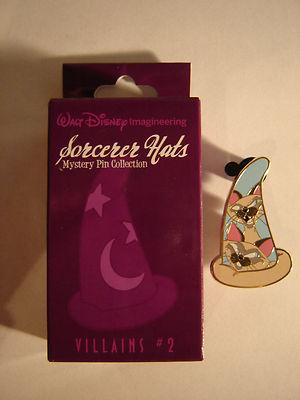 WALT DISNEY Imagineering
Sorcerer Hats
Mystery Pin Collection
VILLAINS #2